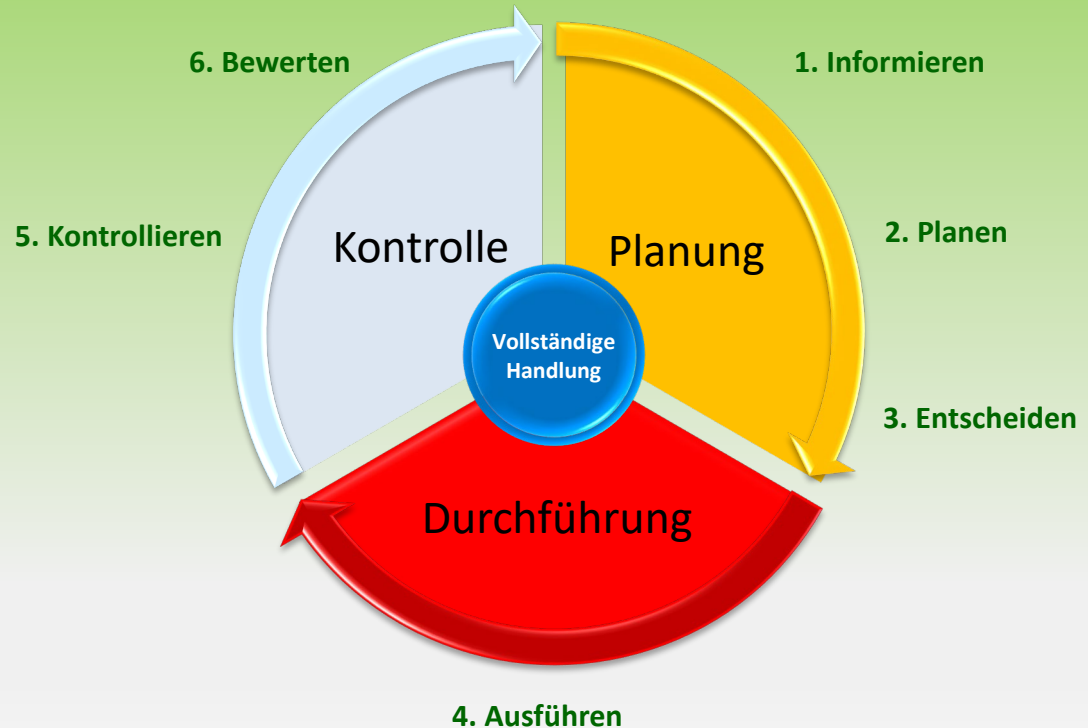 6. Bewerten
1. Informieren
5. Kontrollieren
2. Planen
Kontrolle
Planung
Vollständige
Handlung
3. Entscheiden
Durchführung
4. Ausführen